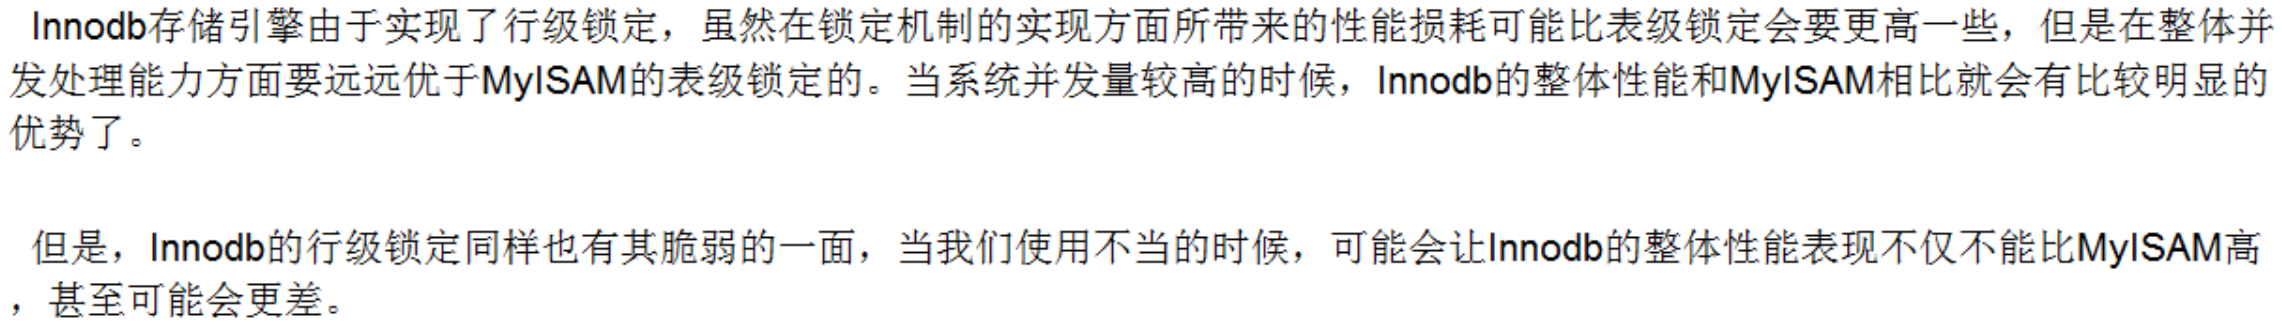 Innodb存储引擎由于实现了行级锁定，虽然在锁定机制的实现方面所带来的性能损耗可能比表级锁定会要更高一些，但是在整体并
发处理能力方面要远远优于MyISAM的表级锁定的。当系统并发量较高的时候，Innodb的整体性能和MyISAM相比就会有比较明显的
优势了。
但是，Innodb的行级锁定同样也有其脆弱的一面，当我们使用不当的时候，可能会让Innodb的整体性能表现不仅不能比MyISAM高
，甚至可能会更差。